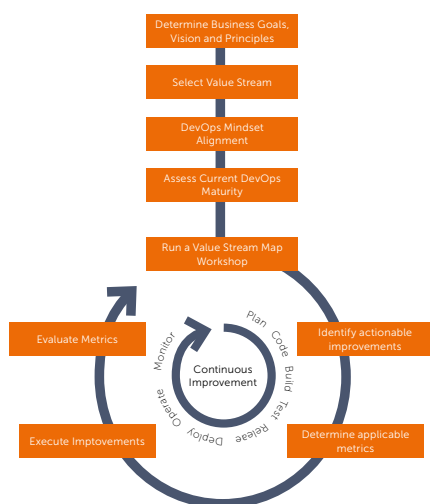 Determine Business Goals,
Vision and Principles
Select Value Stream
DevOps Mindset
Alignment
Assess Current DevOps
Maturity
Run a Value Stream Map
Workshop
Identify actionable
improvements
Determine applicable
metrics
Execute Imptovements
Evaluate Metrics
Continuous
Improvement
Plan Code Build Test Releae Deploy Operate Monitor